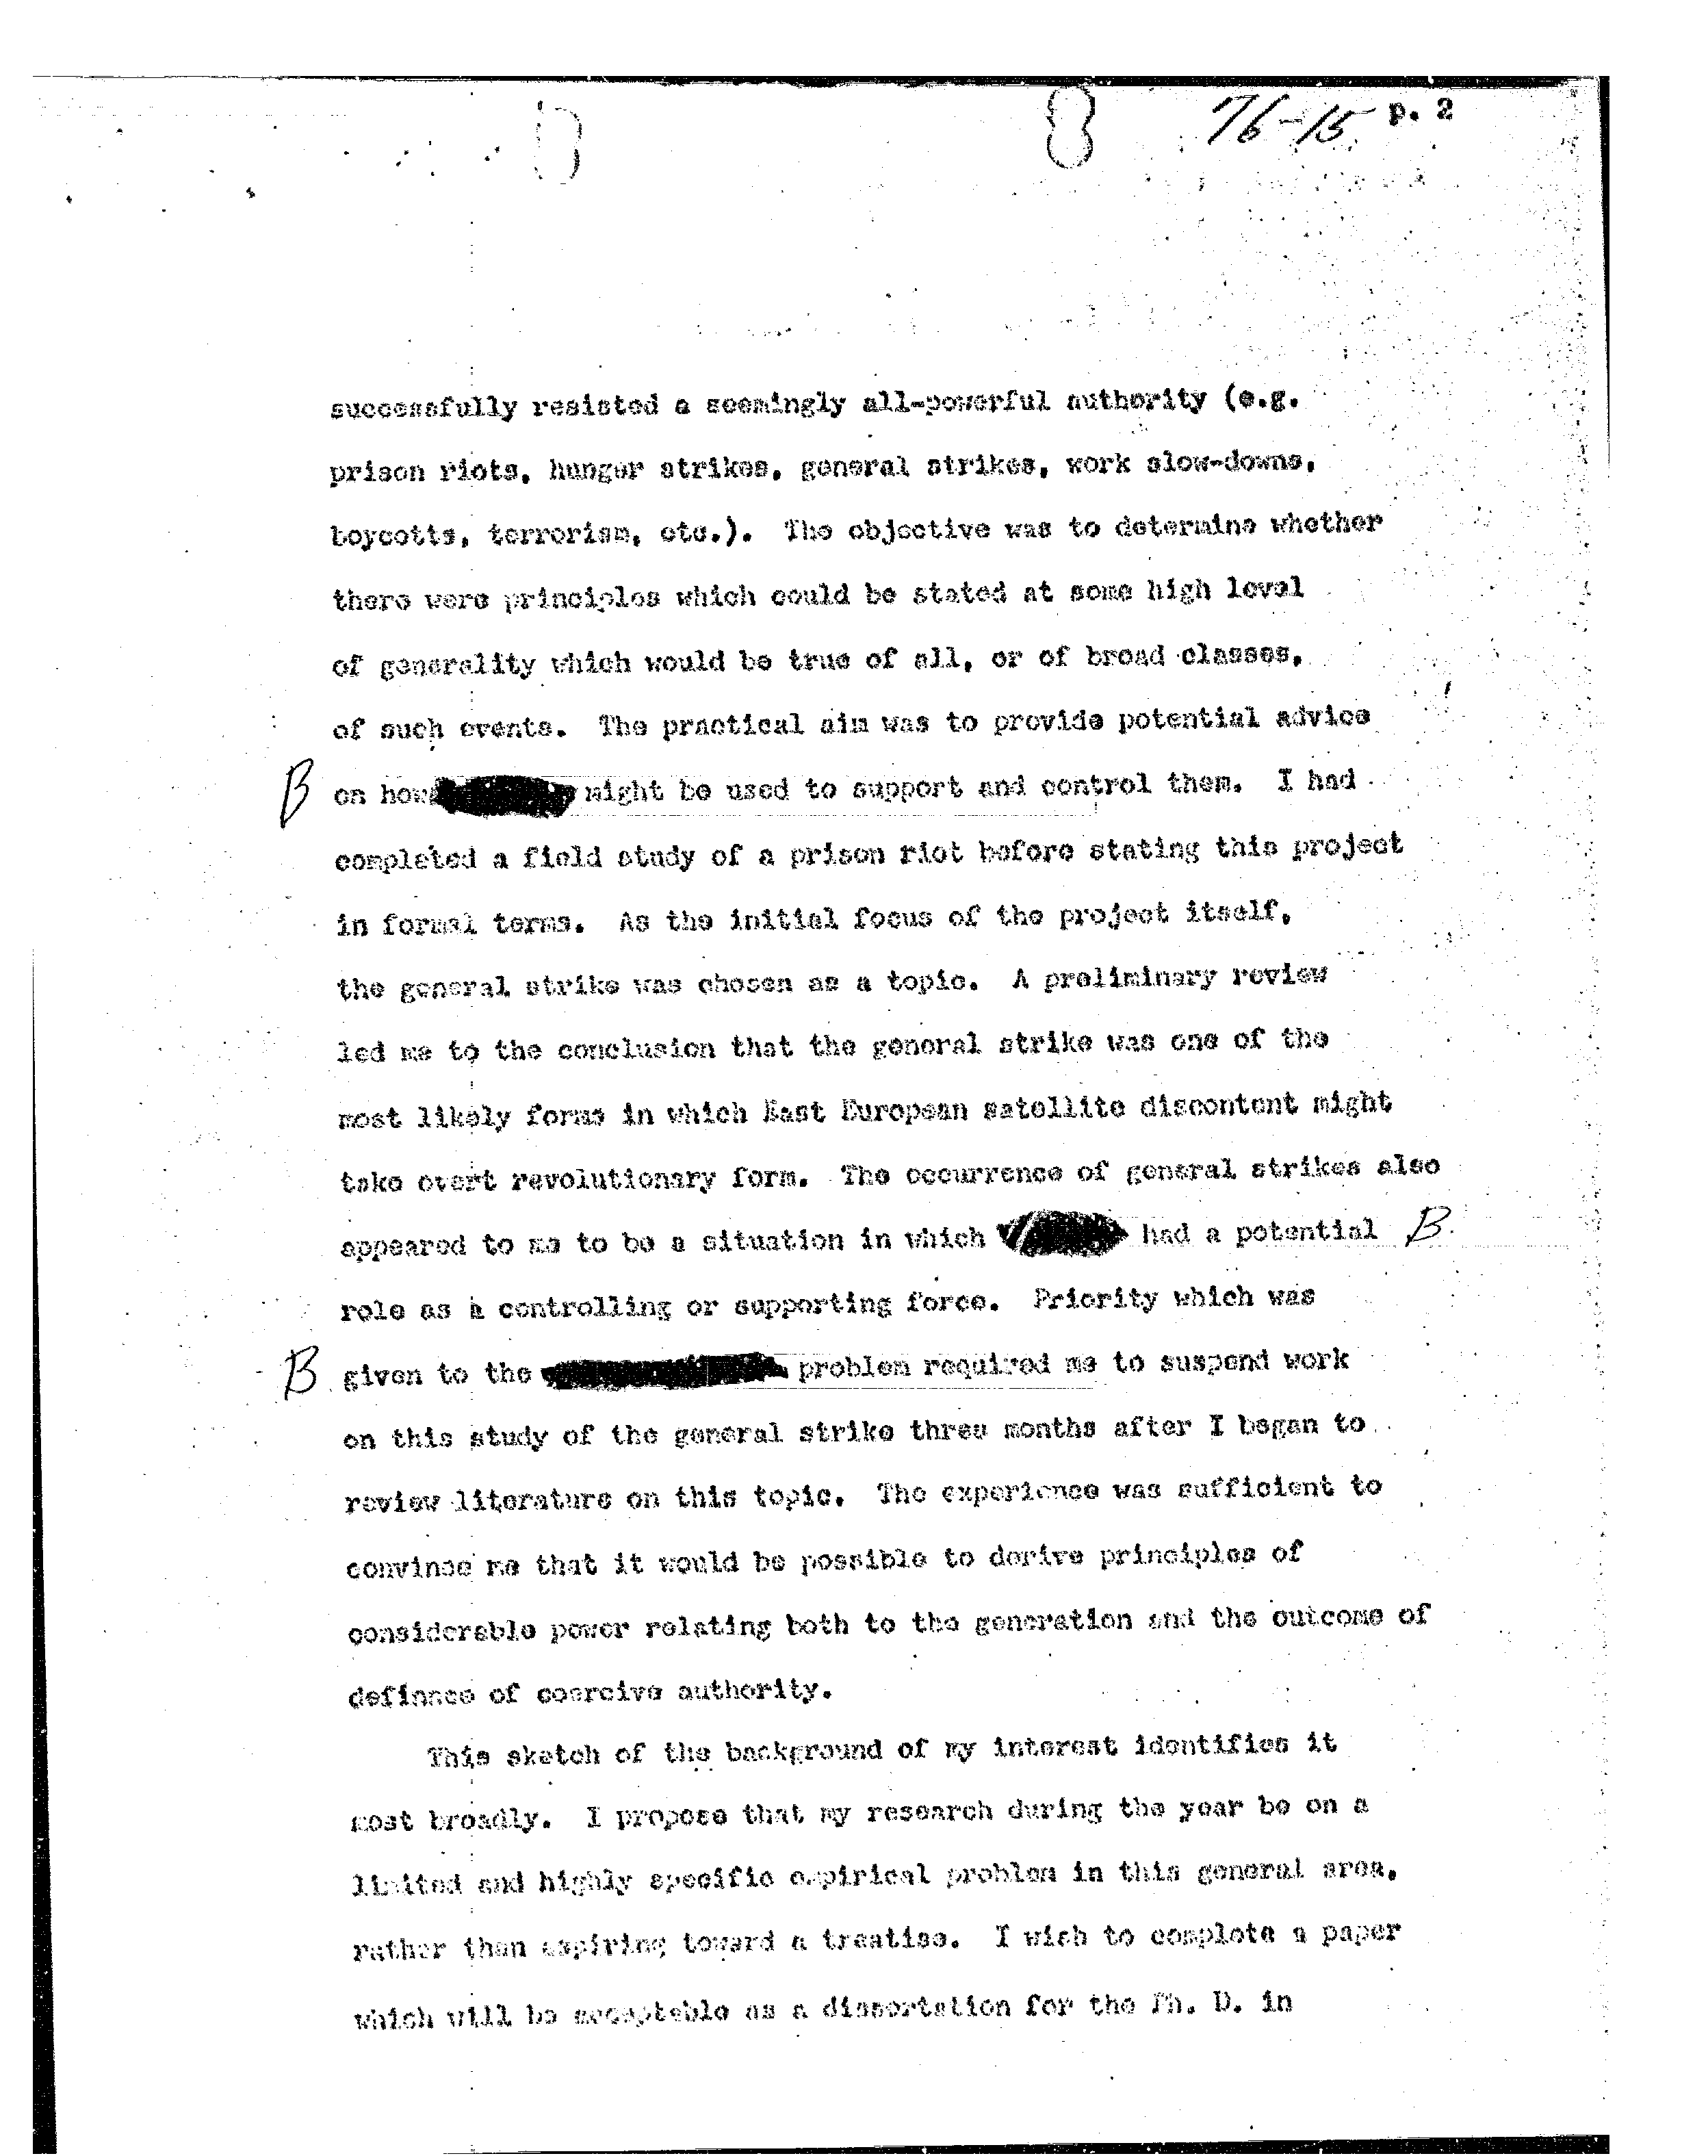 76-15 p. 2
successfully resisted a seemingly all-powerful authority (e.g.
prison riots, hunger strikes, general strikes, work slow-downs,
boycotts, terrorism, etc.). The objective was to determine whether
there were principles which could be stated at some high level
of generality which would be true of all, or of broad classes,
of such events. The practical aim was to provide potential advice
B on how might be used to support and control them. I had
completed a field study of a prison riot before stating this project
in formal terms. As the initial focus of the project itself,
the general strike was chosen as a topic. A preliminary review
led me to the conclusion that the general strike was one of the
most likely forms in which East European satellite discontent might
take overt revolutionary form. The occurrence of general strikes also
appeared to me to be a situation in which had a potential B
role as a controlling or supporting force. Priority which was
B given to the problem required me to suspend work
on this study of the general strike three months after I began to
review literature on this topic. The experience was sufficient to
convince me that it would be possible to derive principles of
considerable power relating both to the generation and the outcome of
defiance of coercive authority.
This sketch of the background of my interest identifies it
most broadly. I propose that my research during the year be on a
limited and highly specific empirical problem in this general area,
rather than aspiring toward a treatise. I wish to complete a paper
which will be acceptable as a dissertation for the Ph. D. in